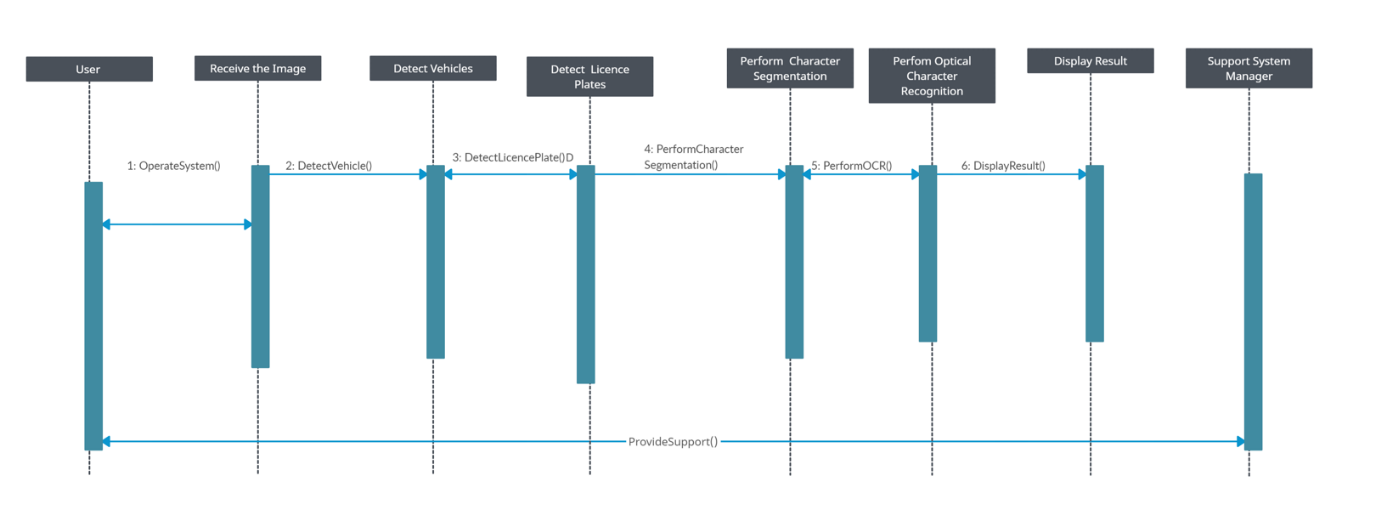 User
Receive the Image
Detect Vehicles
Detect Licence
Plates
Perform Character
Segmentation
Perfom Optical
Character
Recognition
Display Result
Support System
Manager
1: OperateSystem()
2: DetectVehicle()
3: DetectLicencePlate()D
4: PerformCharacter
Segmentation()
5: PerformOCR()
6: DisplayResult()
ProvideSupport()